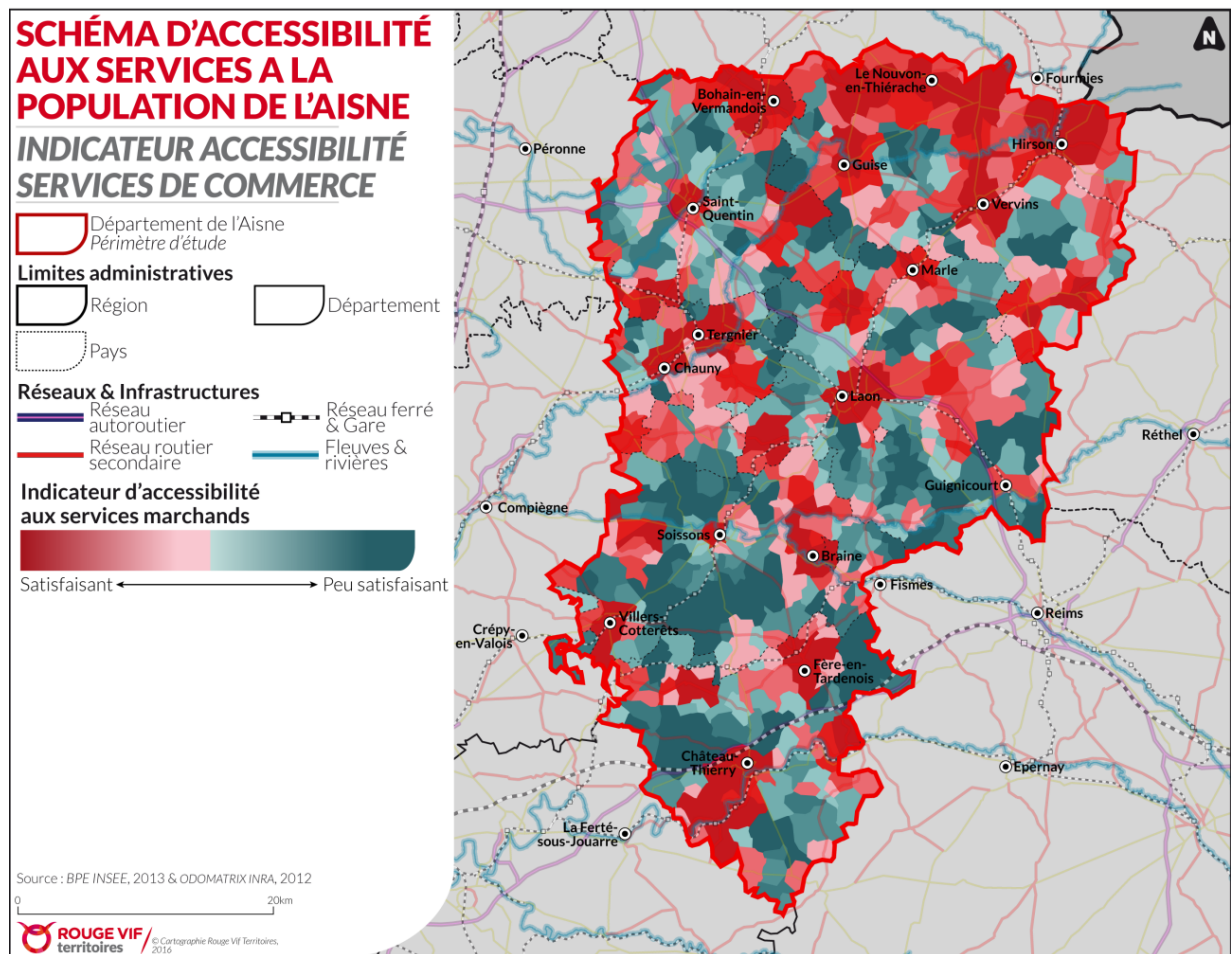 SCHÉMA D'ACCESSIBILITÉ
AUX SERVICES A LA
POPULATION DE L'AISNE
INDICATEUR ACCESSIBILITÉ
SERVICES DE COMMERCE
Département de l'Aisne
Périmètre d'étude
Limites administratives
Région
Département
Pays
Réseaux & Infrastructures
Réseau
autoroutier
Réseau ferré
& Gare
Réseau routier
secondaire
Fleuves &
rivières
Indicateur d'accessibilité
aux services marchands
Satisfaisant
Peu satisfaisant
Source : BPE INSEE, 2013 & ODOMATRIX INRA, 2012
0
20km
ROUGE VIF
territoires
© Cartographie Rouge Vif Territoires,
2016
N
Fourmies
Le Nouvon-
en-Thiérache
Bohain-en-
Vermandois
Hirson
Péronne
Guise
Saint-
Quentin
Vervins
Marle
Tergnier
Chauny
Laon
Réthel
Guignicourt
Compiègne
Soissons
Braine
Fismes
Reims
Villers-
Cotterêts
Crépy-
en-Valois
Fère-en-
Tardenois
Château-
Thierry
Epernay
La Ferté-
sous-Jouarre